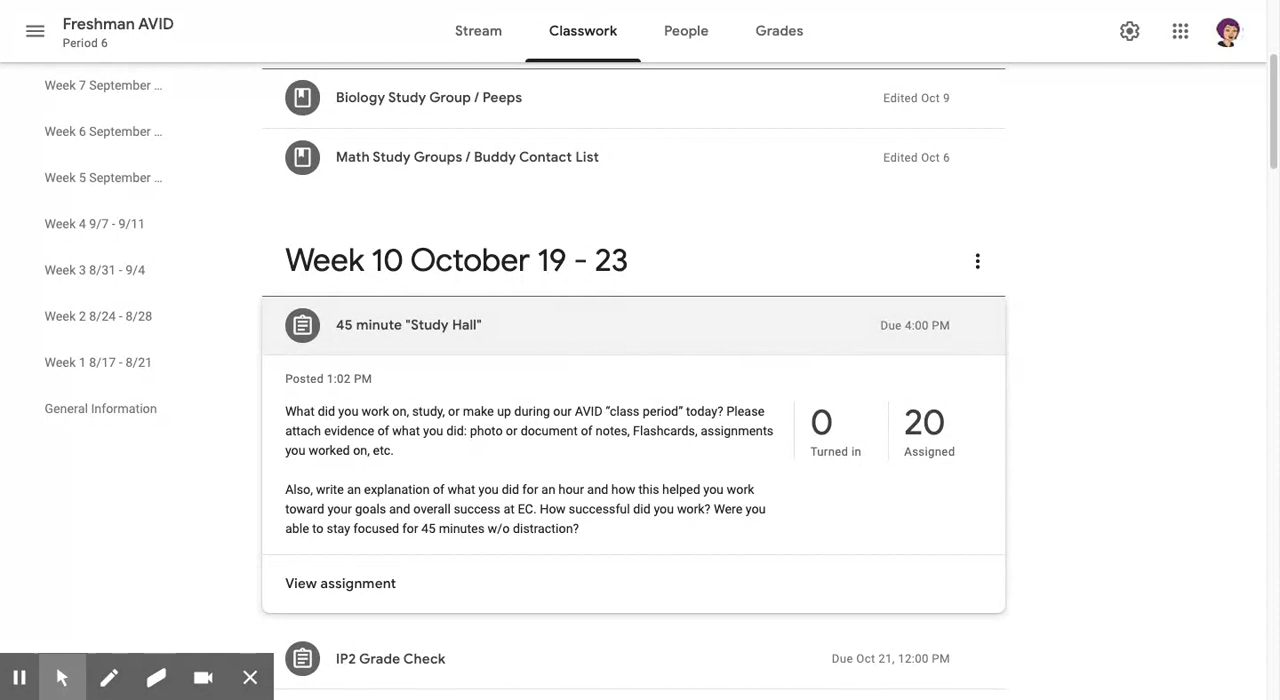 Freshman AVID
Period 6
Stream
Classwork
People
Grades
Week 7 September ...
Week 6 September ...
Week 5 September ...
Week 4 9/7 - 9/11
Week 3 8/31 - 9/4
Week 2 8/24 - 8/28
Week 1 8/17 - 8/21
General Information
Biology Study Group / Peeps
Edited Oct 9
Math Study Groups / Buddy Contact List
Edited Oct 6
Week 10 October 19 - 23
45 minute "Study Hall"
Due 4:00 PM
Posted 1:02 PM
What did you work on, study, or make up during our AVID “class period” today? Please
attach evidence of what you did: photo or document of notes, Flashcards, assignments
you worked on, etc.
Also, write an explanation of what you did for an hour and how this helped you work
toward your goals and overall success at EC. How successful did you work? Were you
able to stay focused for 45 minutes w/o distraction?
0
Turned in
20
Assigned
View assignment
IP2 Grade Check
Due Oct 21, 12:00 PM